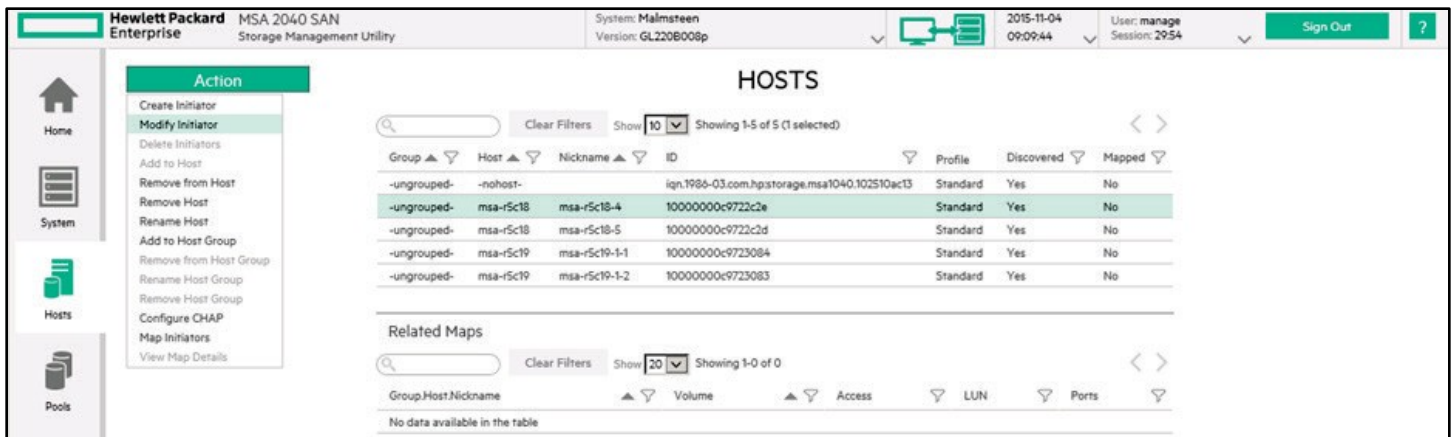 Hewlett Packard Enterprise
MSA 2040 SAN
Storage Management Utility
System: Malmsteen
Version: GL220B008p
2015-11-04
09:09:44
User: manage
Session: 29:54
Sign Out
?
Home
System
Hosts
Pools
Action
Create Initiator
Modify Initiator
Delete Initiators
Add to Host
Remove from Host
Remove Host
Rename Host
Add to Host Group
Remove from Host Group
Rename Host Group
Remove Host Group
Configure CHAP
Map Initiators
View Map Details
HOSTS
Clear Filters Show 10 Showing 1-5 of 5 (1 selected)
Group Host Nickname ID Profile Discovered Mapped
-ungrouped- -nohost- iqn.1986-03.com.hp:storage.msa1040.102510ac13 Standard Yes No
-ungrouped- msa-r5c18 msa-r5c18-4 10000000c9722c2e Standard Yes No
-ungrouped- msa-r5c18 msa-r5c18-5 10000000c9722c2d Standard Yes No
-ungrouped- msa-r5c19 msa-r5c19-1-1 10000000c9723084 Standard Yes No
-ungrouped- msa-r5c19 msa-r5c19-1-2 10000000c9723083 Standard Yes No
Related Maps
Clear Filters Show 20 Showing 1-0 of 0
Group.Host.Nickname Volume Access LUN Ports
No data available in the table